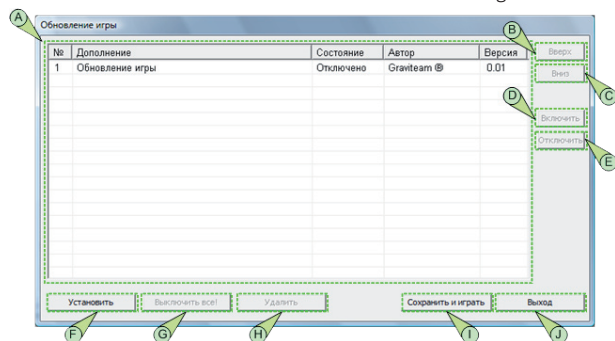 A
Обновление игры
B
№ Дополнение Состояние Автор Версия
Вверх
1 Обновление игры Отключено Graviteam ® 0.01
Вниз
C
D
Включить
Отключить
E
Установить Выключить все! Удалить Сохранить и играть Выход
F G H I J